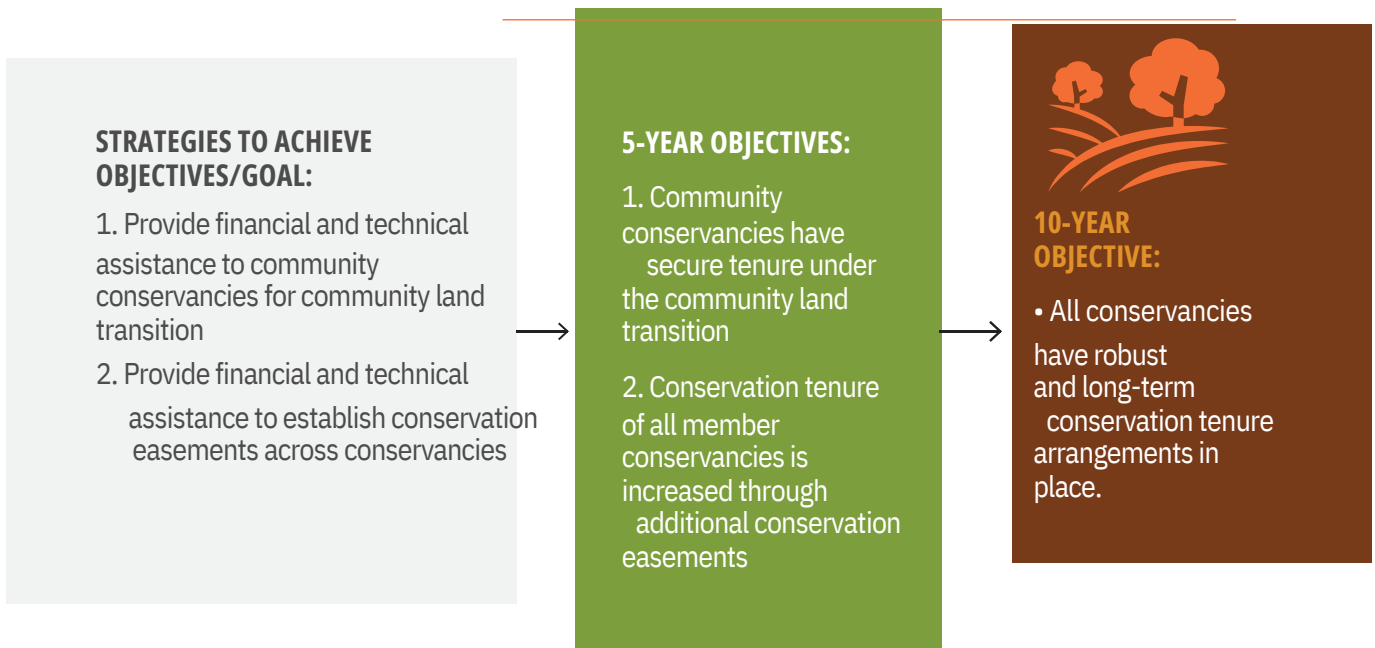 STRATEGIES TO ACHIEVE
OBJECTIVES/GOAL:
1. Provide financial and technical
assistance to community
conservancies for community land
transition
2. Provide financial and technical
assistance to establish conservation
easements across conservancies
5-YEAR OBJECTIVES:
1. Community
conservancies have
secure tenure under
the community land
transition
2. Conservation tenure
of all member
conservancies is
increased through
additional conservation
easements
10-YEAR
OBJECTIVE:
• All conservancies
have robust
and long-term
conservation tenure
arrangements in
place.